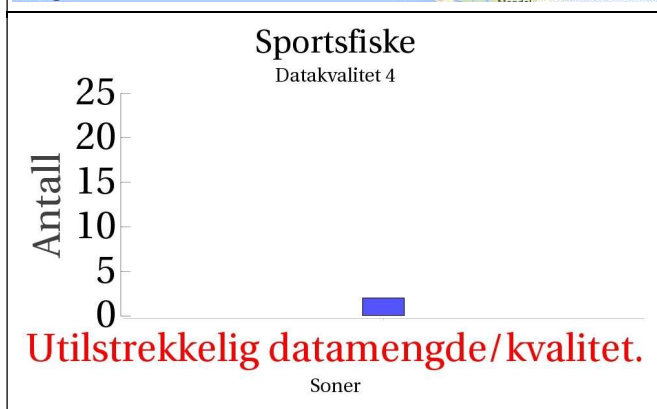 Sportsfiske
Datakvalitet 4
25
20
15
10
5
0
Antall
Utilstrekkelig datamengde/kvalitet.
Soner